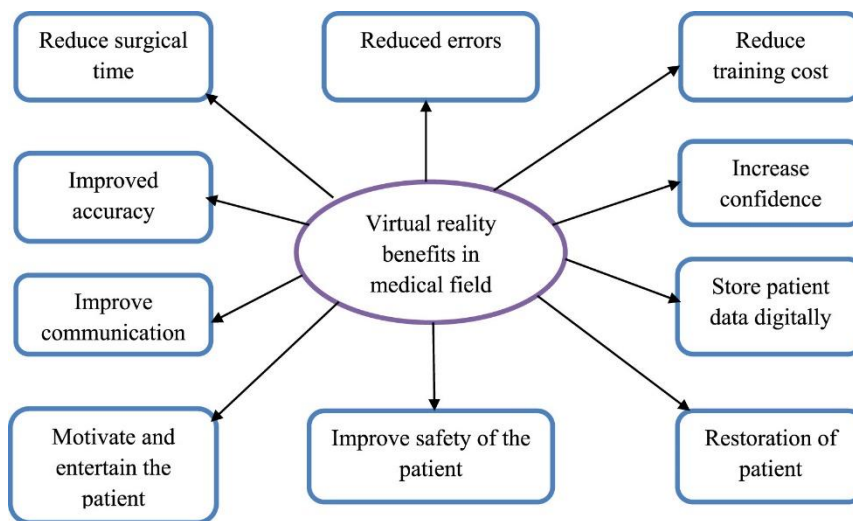 Reduce surgical
time
Reduced errors
Reduce
training cost
Improved
accuracy
Virtual reality
benefits in
medical field
Increase
confidence
Improve
communication
Store patient
data digitally
Motivate and
entertain the
patient
Improve safety of the
patient
Restoration of
patient